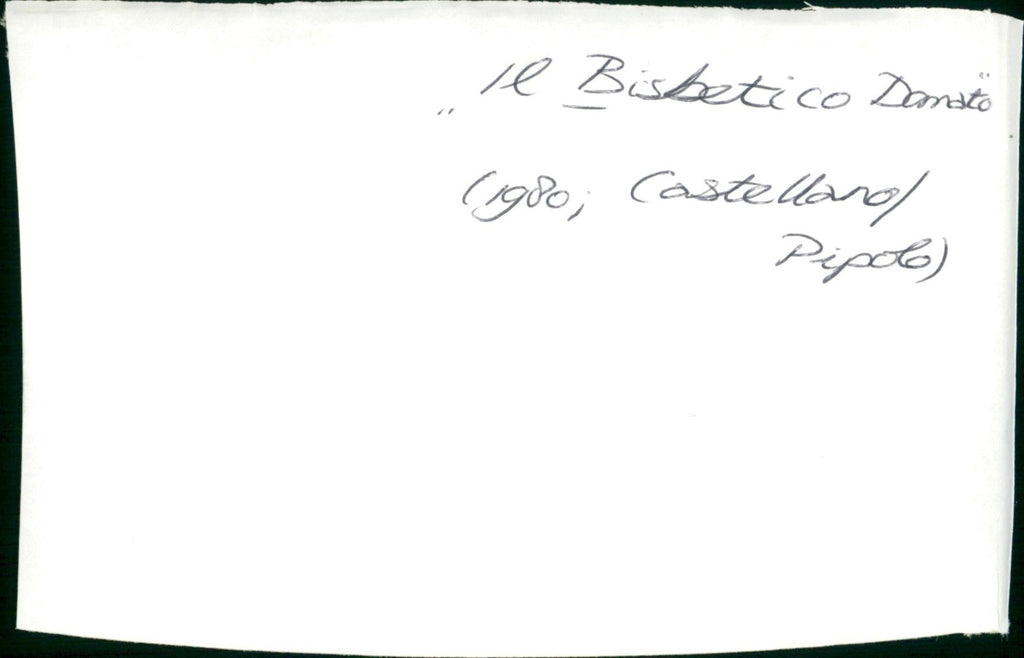 „Il Bisbetico Domato"
(1980; Castellano/
Pipolo)